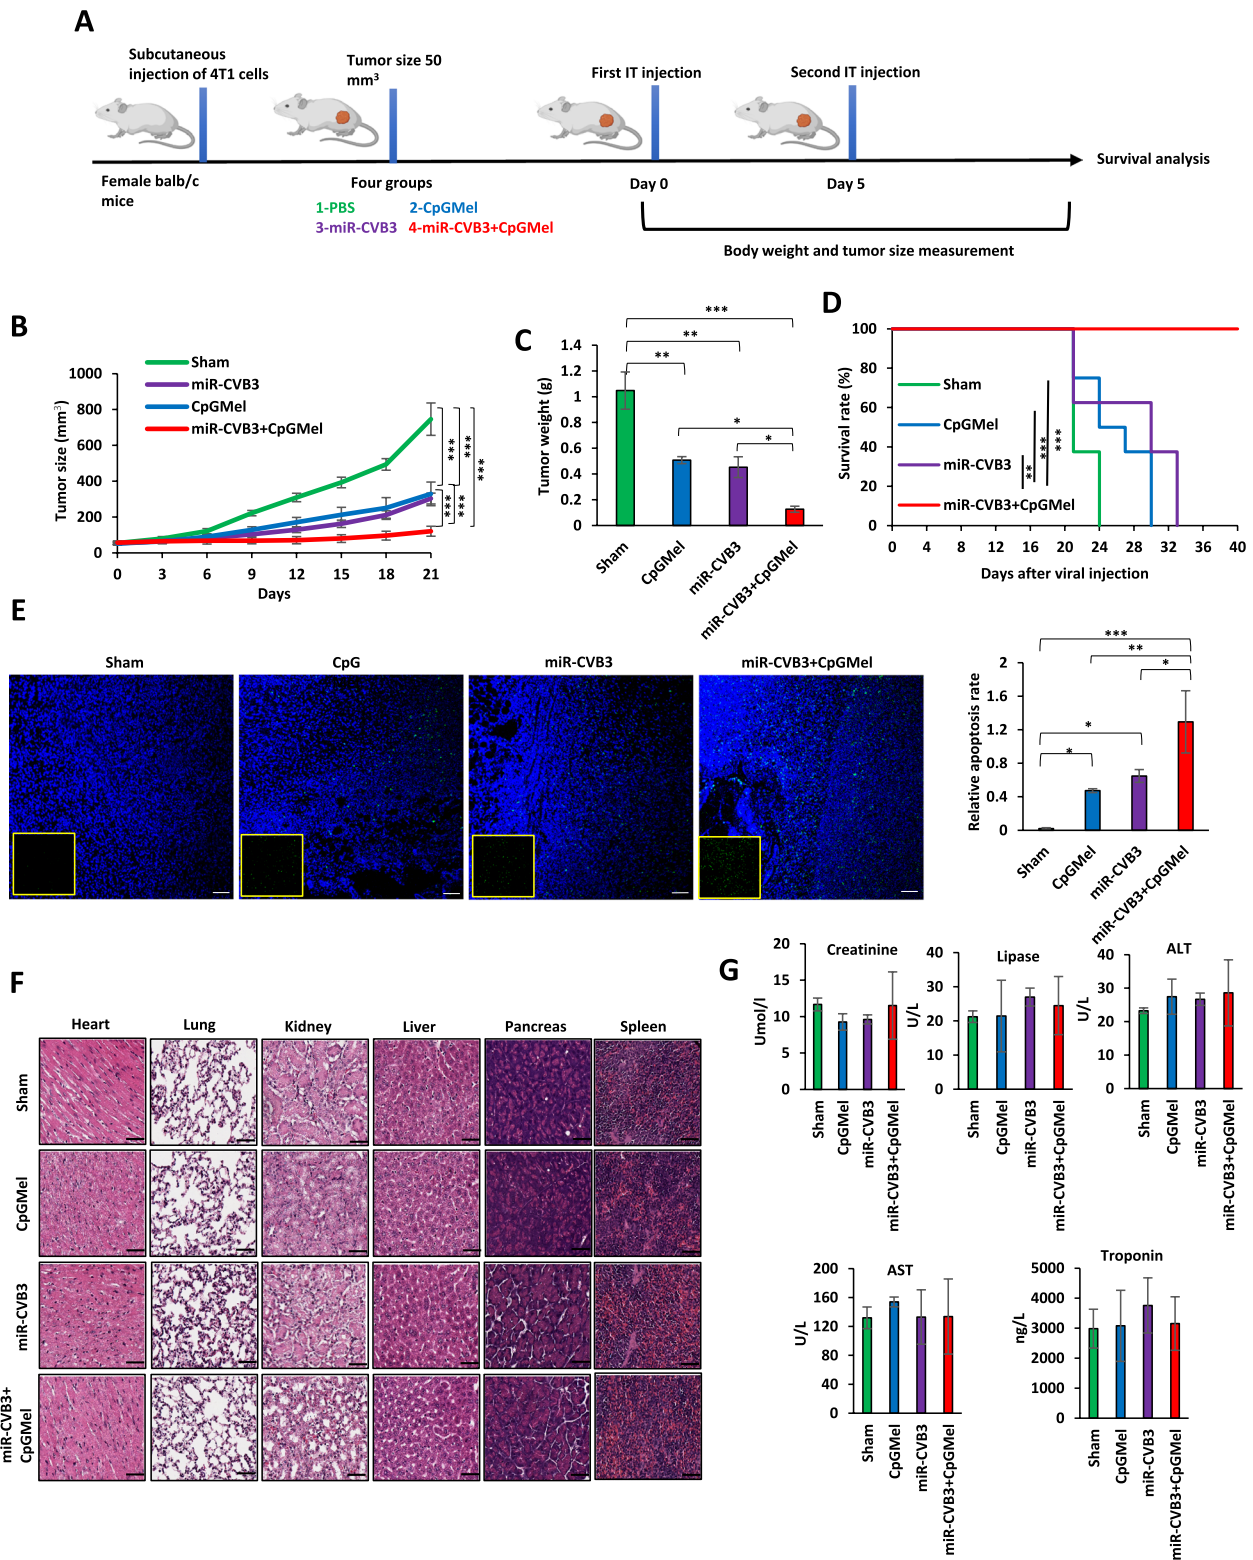 A
Subcutaneous
injection of 4T1 cells
Tumor size 50
mm³
First IT injection
Second IT injection
Survival analysis
Female balb/c
mice
Four groups
Day 0
Day 5
1-PBS 2-CpGMel
3-miR-CVB3 4-miR-CVB3+CpGMel
Body weight and tumor size measurement
B
Sham
miR-CVB3
CpGMel
miR-CVB3+CpGMel
Tumor size (mm³)
1000
800
600
400
200
0
0 3 6 9 12 15 18 21
Days
***
***
***
***
***
C
Tumor weight (g)
1.4
1.2
1
0.8
0.6
0.4
0.2
0
***
**
**
*
*
Sham
CpGMel
miR-CVB3
miR-CVB3+CpGMel
D
Survival rate (%)
100
80
60
40
20
0
Sham
CpGMel
miR-CVB3
miR-CVB3+CpGMel
**
***
***
0 4 8 12 16 20 24 28 32 36 40
Days after viral injection
E
Sham
CpG
miR-CVB3
miR-CVB3+CpGMel
Relative apoptosis rate
2
1.6
1.2
0.8
0.4
0
***
**
*
*
*
Sham
CpGMel
miR-CVB3
miR-CVB3+CpGMel
F
Heart Lung Kidney Liver Pancreas Spleen
Sham
CpGMel
miR-CVB3
miR-CVB3+
CpGMel
G
Creatinine
Umol/l
20
15
10
5
0
Sham
CpGMel
miR-CVB3
miR-CVB3+CpGMel
Lipase
U/L
40
30
20
10
0
Sham
CpGMel
miR-CVB3
miR-CVB3+CpGMel
ALT
U/L
40
30
20
10
0
Sham
CpGMel
miR-CVB3
miR-CVB3+CpGMel
AST
U/L
200
160
120
80
40
0
Sham
CpGMel
miR-CVB3
miR-CVB3+CpGMel
Troponin
ng/L
5000
4000
3000
2000
1000
0
Sham
CpGMel
miR-CVB3
miR-CVB3+CpGMel